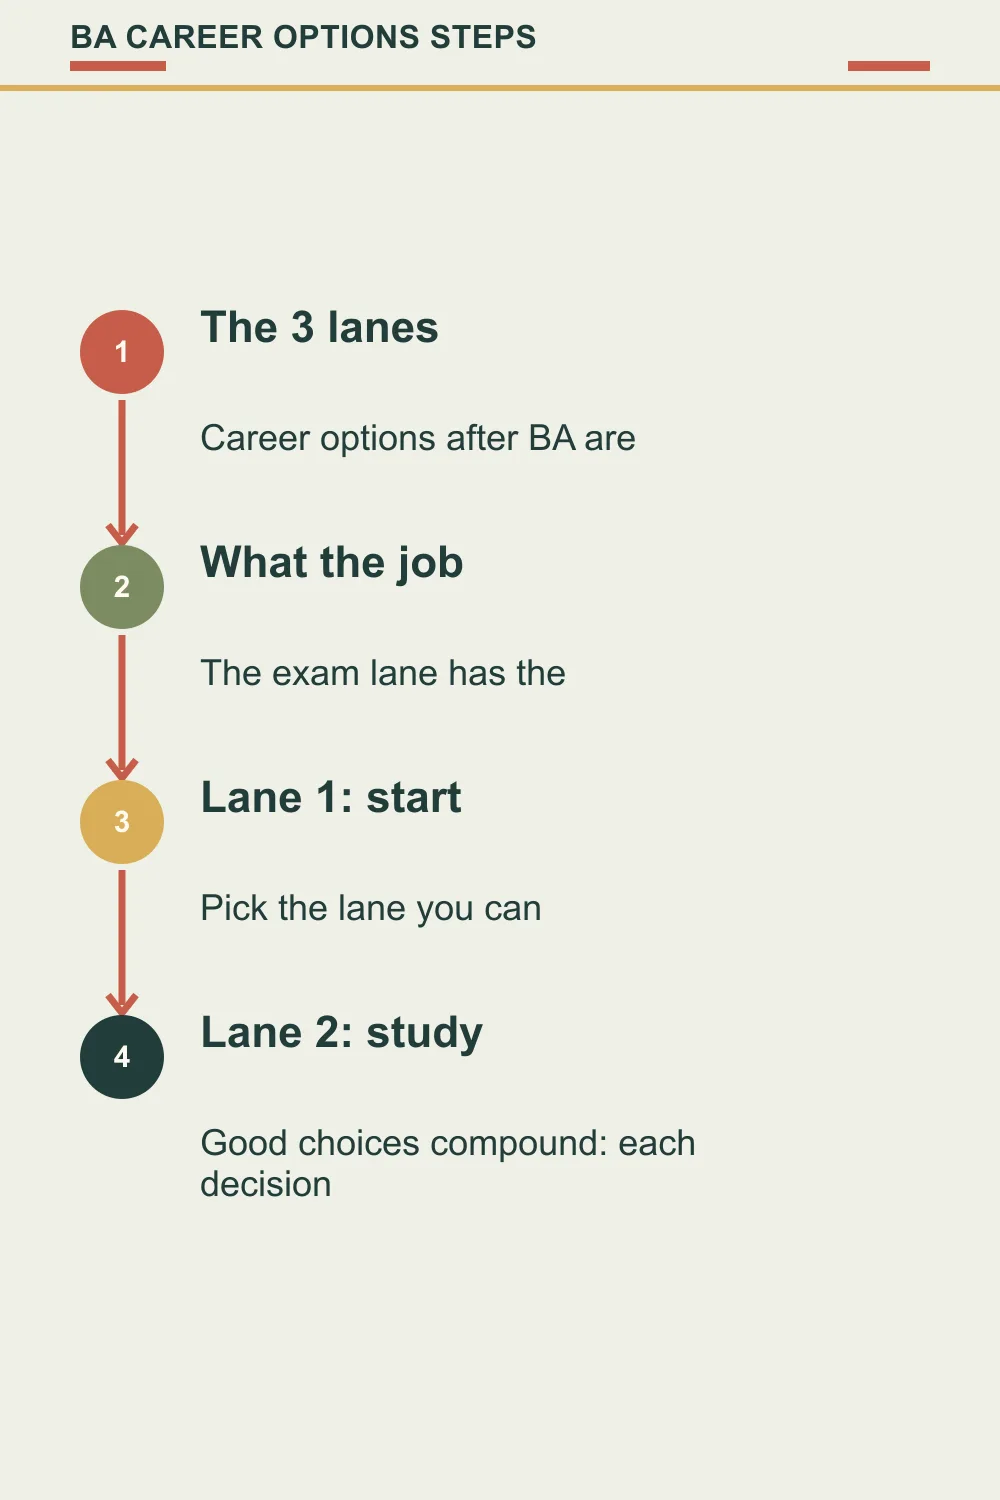 BA CAREER OPTIONS STEPS
1
The 3 lanes
Career options after BA are
2
What the job
The exam lane has the
3
Lane 1: start
Pick the lane you can
4
Lane 2: study
Good choices compound: each
decision